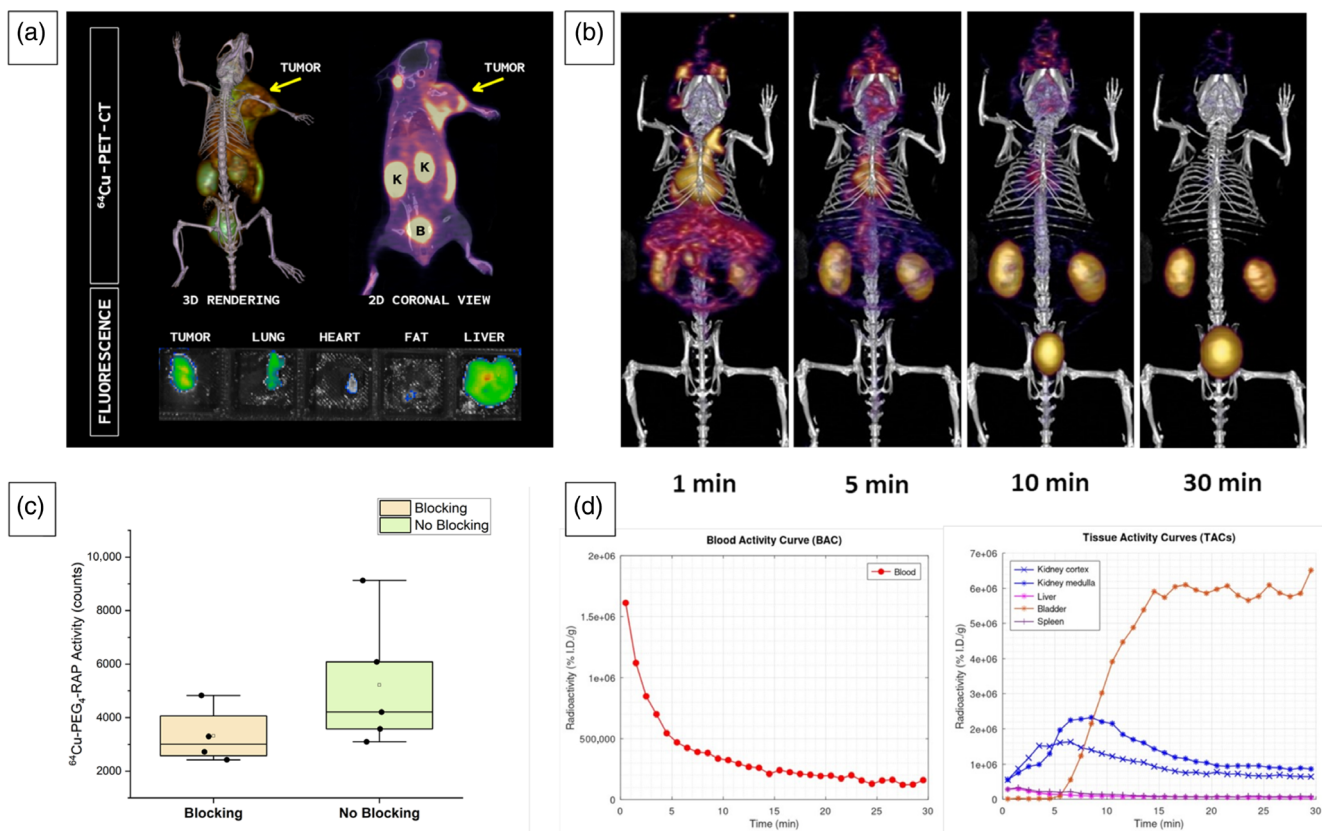 (a)
64Cu-PET-CT
TUMOR
TUMOR
K
K
B
3D RENDERING
2D CORONAL VIEW
FLUORESCENCE
TUMOR LUNG HEART FAT LIVER
(b)
1 min 5 min 10 min 30 min
(c)
Blocking
No Blocking
64Cu-PEG4-RAP Activity (counts)
10,000
8000
6000
4000
2000
Blocking No Blocking
(d)
Blood Activity Curve (BAC)
Blood
Radioactivity (% I.D./g)
2e+06
1.5e+06
1e+06
500,000
0
0 5 10 15 20 25 30
Time (min)
Tissue Activity Curves (TACs)
Kidney cortex
Kidney medulla
Liver
Bladder
Spleen
Radioactivity (% I.D./g)
7e+06
6e+06
5e+06
4e+06
3e+06
2e+06
1e+06
0
0 5 10 15 20 25 30
Time (min)